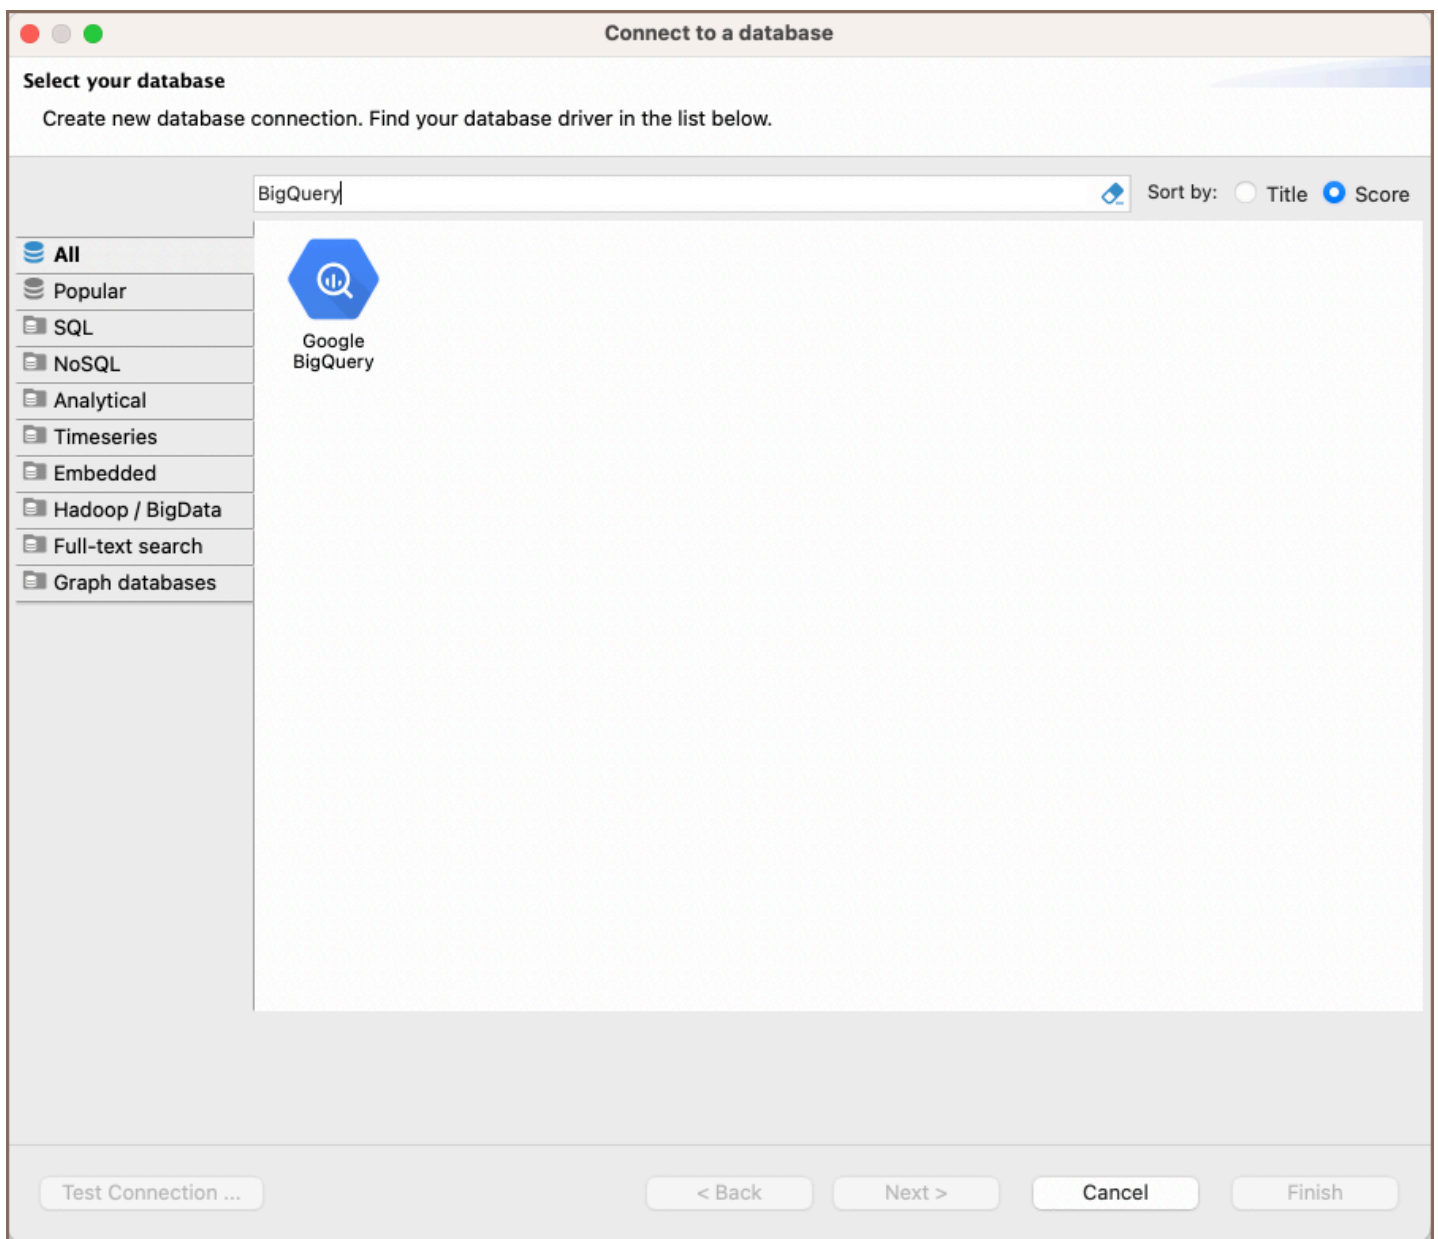 Connect to a database
Select your database
Create new database connection. Find your database driver in the list below.
BigQuery
Sort by: Title Score
All
Popular
SQL
NoSQL
Analytical
Timeseries
Embedded
Hadoop / BigData
Full-text search
Graph databases
Google
BigQuery
Test Connection ...
< Back
Next >
Cancel
Finish